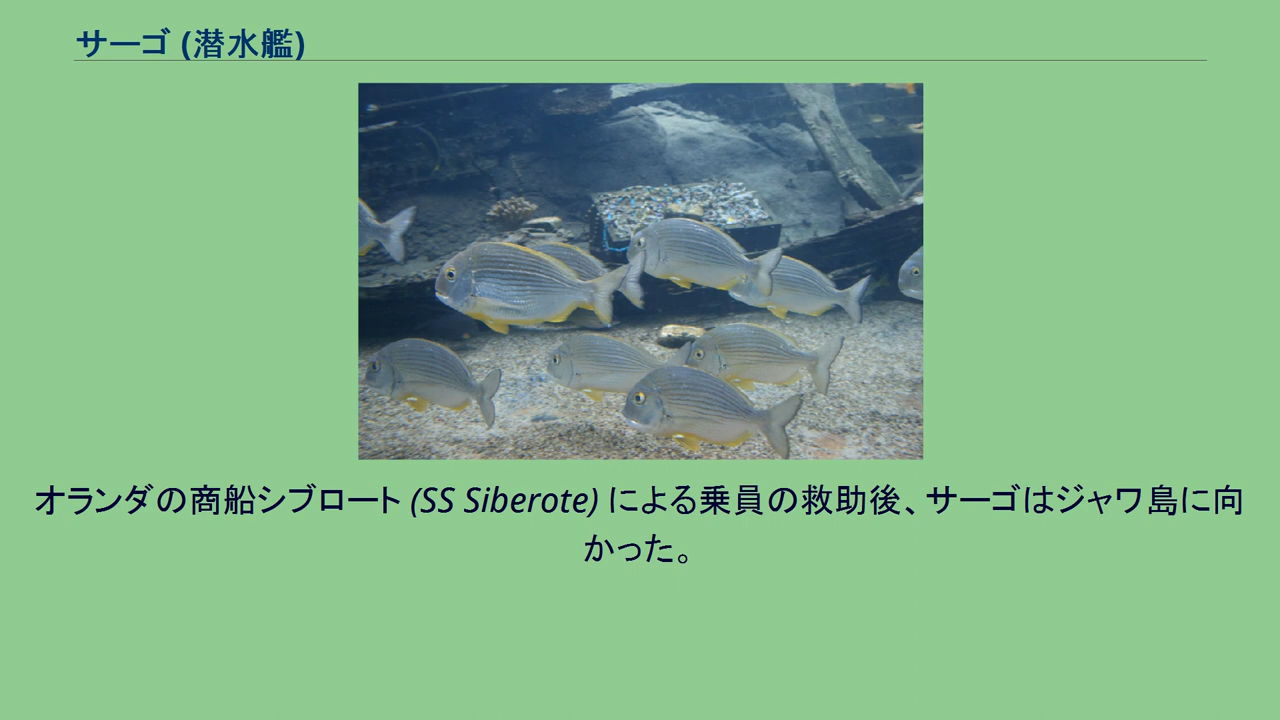 サーゴ (潜水艦)
オランダの商船シブロート (SS Siberote) による乗員の救助後、サーゴはジャワ島に向
かった。